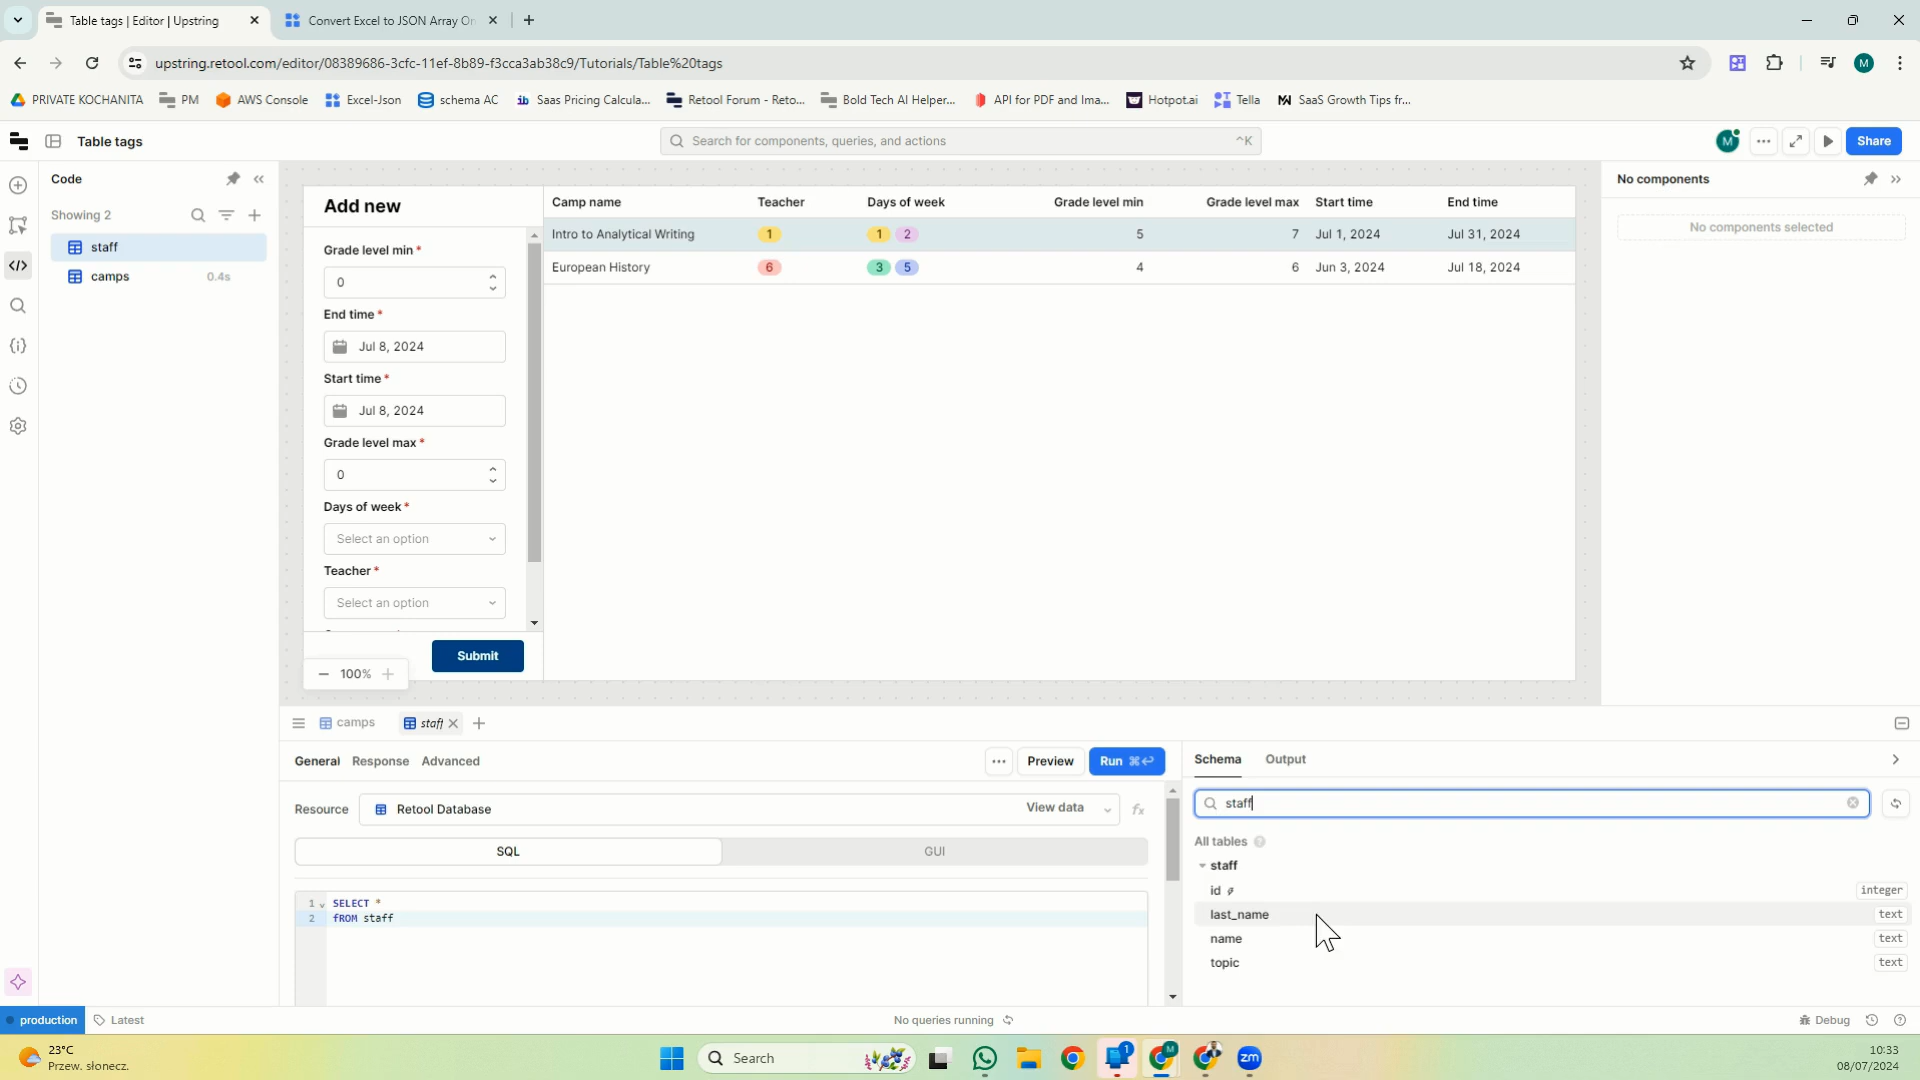 Table tags | Editor | Upstring
Convert Excel to JSON Array On
upstring.retool.com/editor/08389686-3cfc-11ef-8b89-f3cca3ab38c9/Tutorials/Table%20tags
M
PRIVATE KOCHANITA
PM
AWS Console
Excel-Json
schema AC
Saas Pricing Calcula...
Retool Forum - Reto...
Bold Tech AI Helper...
API for PDF and Ima...
Hotpot.ai
Tella
SaaS Growth Tips fr...
Table tags
Search for components, queries, and actions
^K
M
Share
Code
Showing 2
staff
camps 0.4s
Add new
Grade level min *
0
End time *
Jul 8, 2024
Start time *
Jul 8, 2024
Grade level max *
0
Days of week *
Select an option
Teacher *
Select an option
Submit
100%
Camp name Teacher Days of week Grade level min Grade level max Start time End time
Intro to Analytical Writing 1 1 2 5 7 Jul 1, 2024 Jul 31, 2024
European History 6 3 5 4 6 Jun 3, 2024 Jul 18, 2024
No components
No components selected
camps
staff
General Response Advanced
Preview
Run ⌘↩
Resource
Retool Database
View data
fx
SQL
GUI
1 SELECT *
2 fROM staff
Schema
Output
staff
All tables
staff
id integer
last_name text
name text
topic text
production
Latest
No queries running
Debug
23°C
Przew. słonecz.
Search
1
M
zm
10:33
08/07/2024